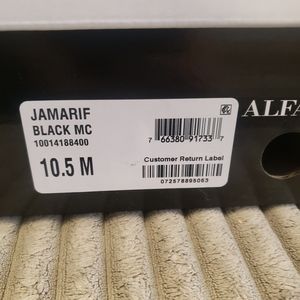 JAMARIF
BLACK MC
10014188400
10.5 M
7 66380 91733 7
Customer Return Label
072578895063
ALFA